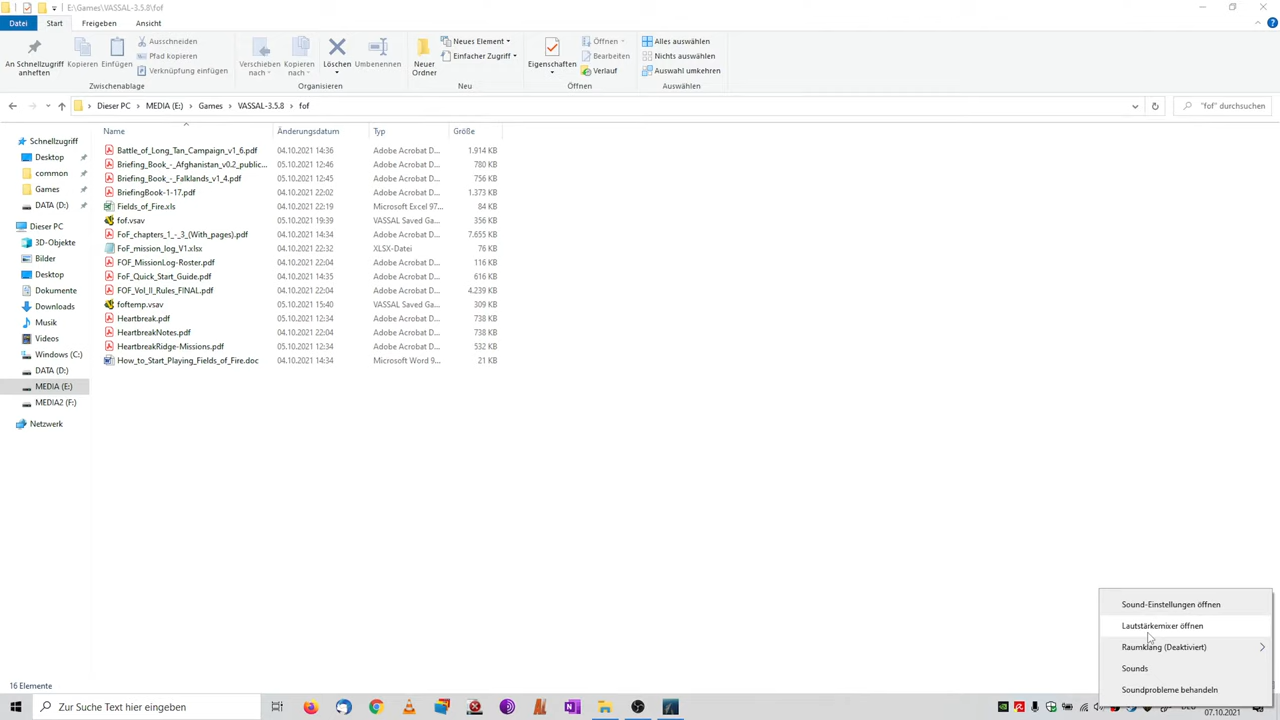 E:\Games\VASSAL-3.5.8\fof
Datei Start Freigeben Ansicht
An Schnellzugriff anheften
Kopieren
Einfügen
Ausschneiden
Pfad kopieren
Verknüpfung einfügen
Zwischenablage
Verschieben nach
Kopieren nach
Löschen
Umbenennen
Organisieren
Neuer Ordner
Neues Element
Einfacher Zugriff
Neu
Eigenschaften
Öffnen
Bearbeiten
Verlauf
Öffnen
Alles auswählen
Nichts auswählen
Auswahl umkehren
Auswählen
Dieser PC > MEDIA (E:) > Games > VASSAL-3.5.8 > fof
"fof" durchsuchen
Name Änderungsdatum Typ Größe
Battle_of_Long_Tan_Campaign_v1_6.pdf 04.10.2021 14:36 Adobe Acrobat D... 1.914 KB
Briefing_Book_-_Afghanistan_v0.2_public... 05.10.2021 12:46 Adobe Acrobat D... 780 KB
Briefing_Book_-_Falklands_v1_4.pdf 05.10.2021 12:45 Adobe Acrobat D... 756 KB
BriefingBook-1-17.pdf 04.10.2021 22:02 Adobe Acrobat D... 1.373 KB
Fields_of_Fire.xls 04.10.2021 22:19 Microsoft Excel 97... 84 KB
fof.vsav 05.10.2021 19:39 VASSAL Saved Ga... 356 KB
FoF_chapters_1_-_3_(With_pages).pdf 04.10.2021 14:34 Adobe Acrobat D... 7.655 KB
FoF_mission_log_V1.xlsx 04.10.2021 22:32 XLSX-Datei 76 KB
FOF_MissionLog-Roster.pdf 04.10.2021 22:04 Adobe Acrobat D... 116 KB
FoF_Quick_Start_Guide.pdf 04.10.2021 14:35 Adobe Acrobat D... 616 KB
FOF_Vol_II_Rules_FINAL.pdf 04.10.2021 22:04 Adobe Acrobat D... 4.239 KB
foftemp.vsav 05.10.2021 15:40 VASSAL Saved Ga... 309 KB
Heartbreak.pdf 05.10.2021 12:34 Adobe Acrobat D... 738 KB
HeartbreakNotes.pdf 04.10.2021 22:04 Adobe Acrobat D... 738 KB
HeartbreakRidge-Missions.pdf 05.10.2021 12:34 Adobe Acrobat D... 532 KB
How_to_Start_Playing_Fields_of_Fire.doc 04.10.2021 14:34 Microsoft Word 9... 21 KB
Schnellzugriff
Desktop
common
Games
DATA (D:)
Dieser PC
3D-Objekte
Bilder
Desktop
Dokumente
Downloads
Musik
Videos
Windows (C:)
DATA (D:)
MEDIA (E:)
MEDIA2 (F:)
Netzwerk
Sound-Einstellungen öffnen
Lautstärkemixer öffnen
Raumklang (Deaktiviert)
Sounds
Soundprobleme behandeln
16 Elemente
Zur Suche Text hier eingeben
07.10.2021